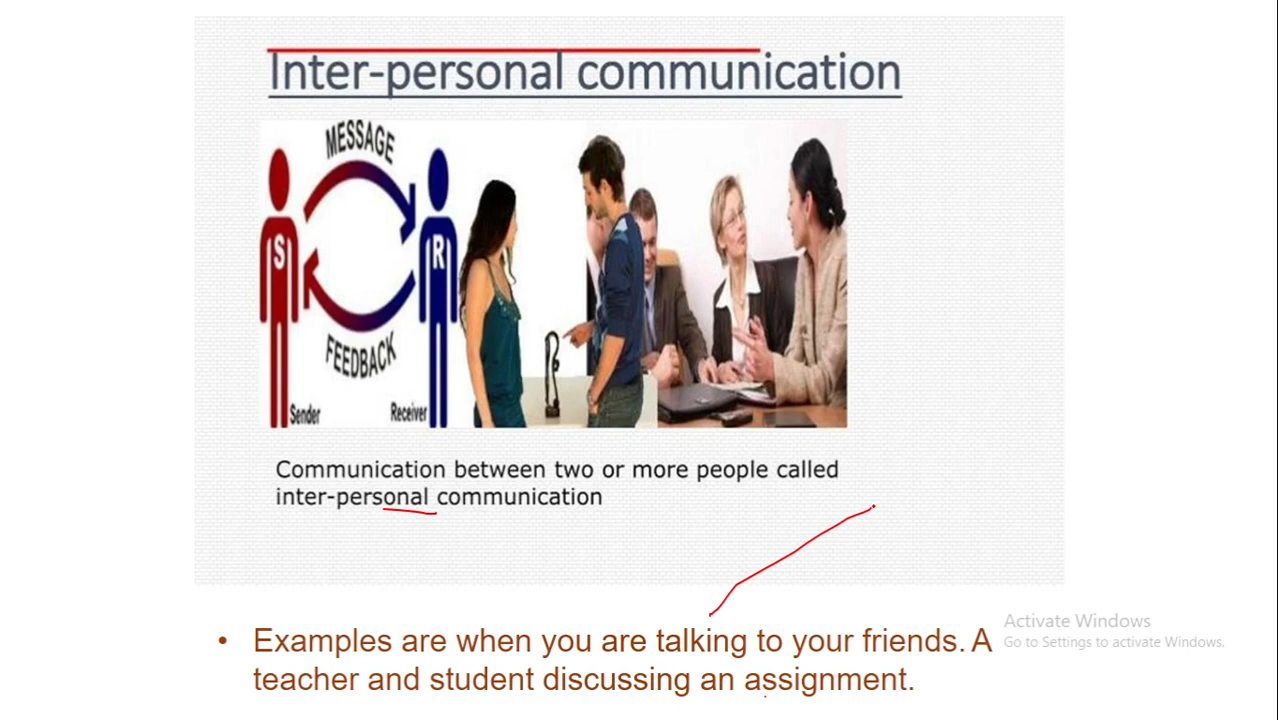 Inter-personal communication
MESSAGE
S
R
FEEDBACK
Sender
Receiver
Communication between two or more people called
inter-personal communication
• Examples are when you are talking to your friends. A
teacher and student discussing an assignment.
Activate Windows
Go to Settings to activate Windows.